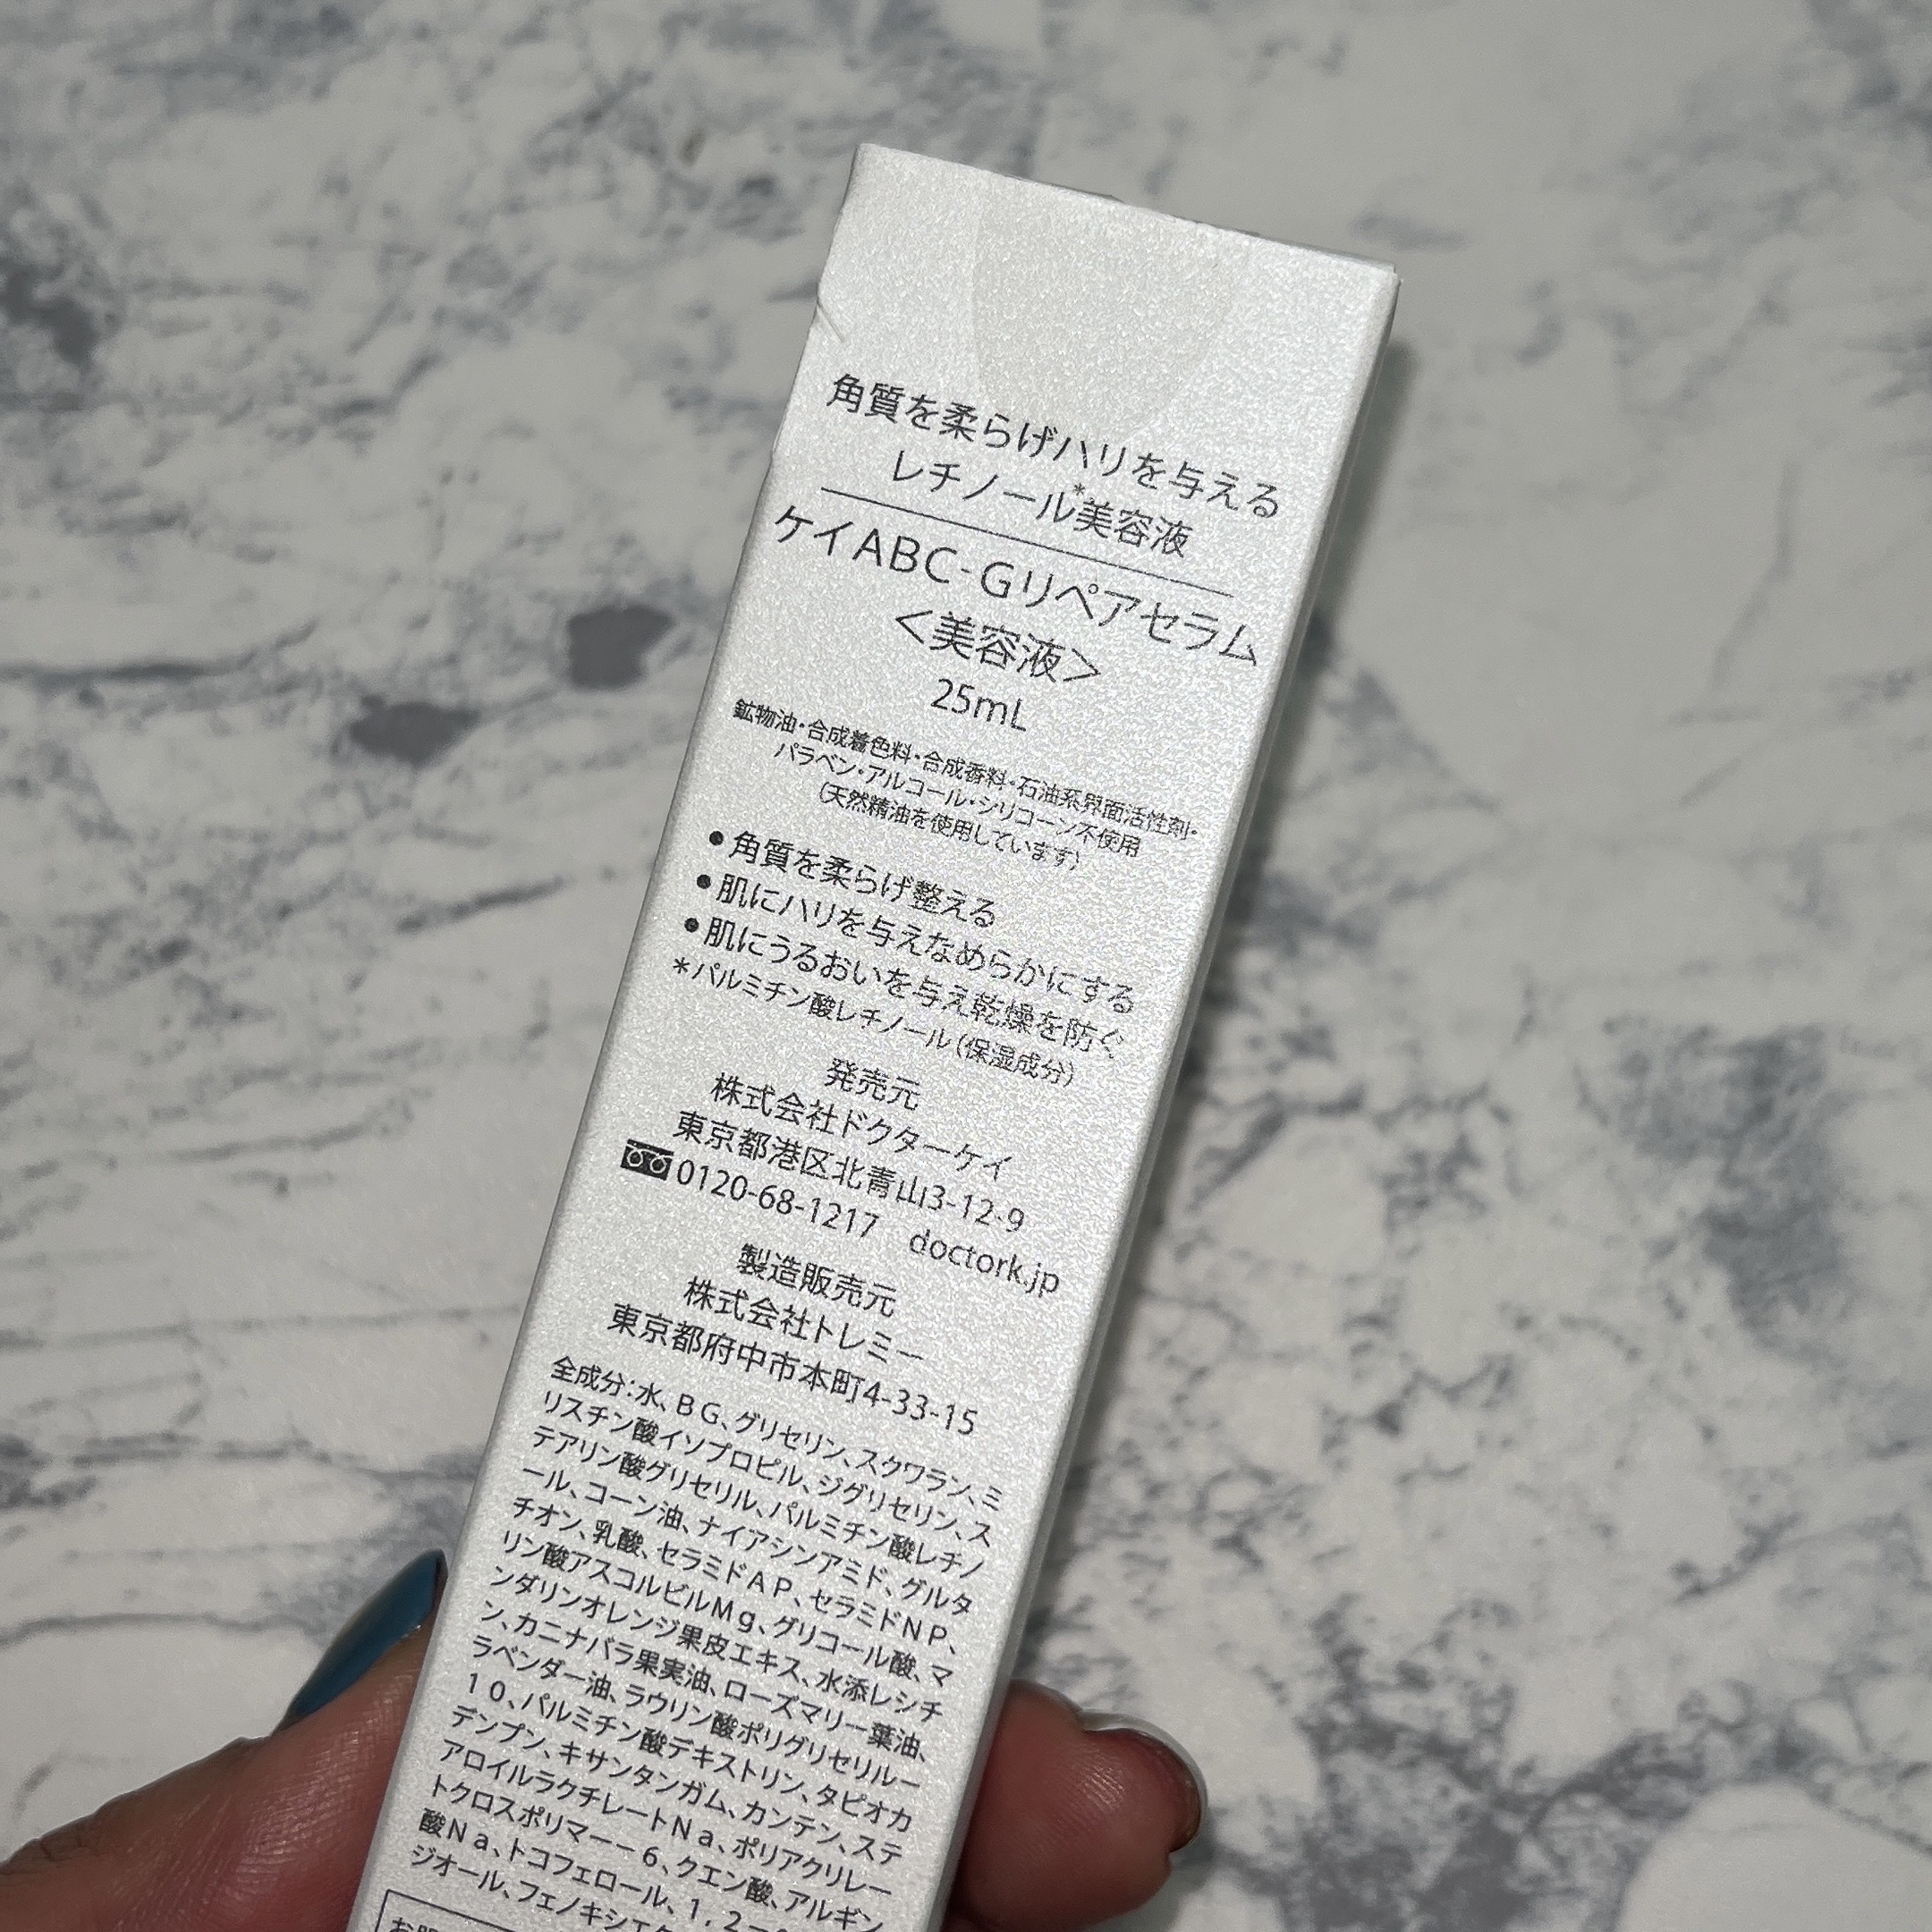 角質を柔らげハリを与える
レチノール*美容液
ケイABC-Gリペアセラム
＜美容液＞
25mL
鉱物油・合成着色料・合成香料・石油系界面活性剤・
パラベン・アルコール・シリコーン不使用
(天然精油を使用しています)
●角質を柔らげ整える
●肌にハリを与えなめらかにする
●肌にうるおいを与え乾燥を防ぐ
*パルミチン酸レチノール(保湿成分)
発売元
株式会社ドクターケイ
東京都港区北青山3-12-9
0120-68-1217 doctork.jp
製造販売元
株式会社トレミー
東京都府中市本町4-33-15
全成分:水、BG、グリセリン、スクワラン、ミ
リスチン酸イソプロピル、ジグリセリン、ス
テアリン酸グリセリル、パルミチン酸レチノ
ール、コーン油、ナイアシンアミド、グルタ
チオン、乳酸、セラミドAP、セラミドNP、
リン酸アスコルビルMg、グリコール酸、マ
ンダリンオレンジ果皮エキス、水添レシチ
ン、カニナバラ果実油、ローズマリー葉油、
ラベンダー油、ラウリン酸ポリグリセリル-
10、パルミチン酸デキストリン、タピオカ
デンプン、キサンタンガム、カンテン、ステ
アロイルラクチレートNa、ポリアクリレー
トクロスポリマー-6、クエン酸、アルギン
酸Na、トコフェロール、1,2-
ジオール、フェノキシエタ